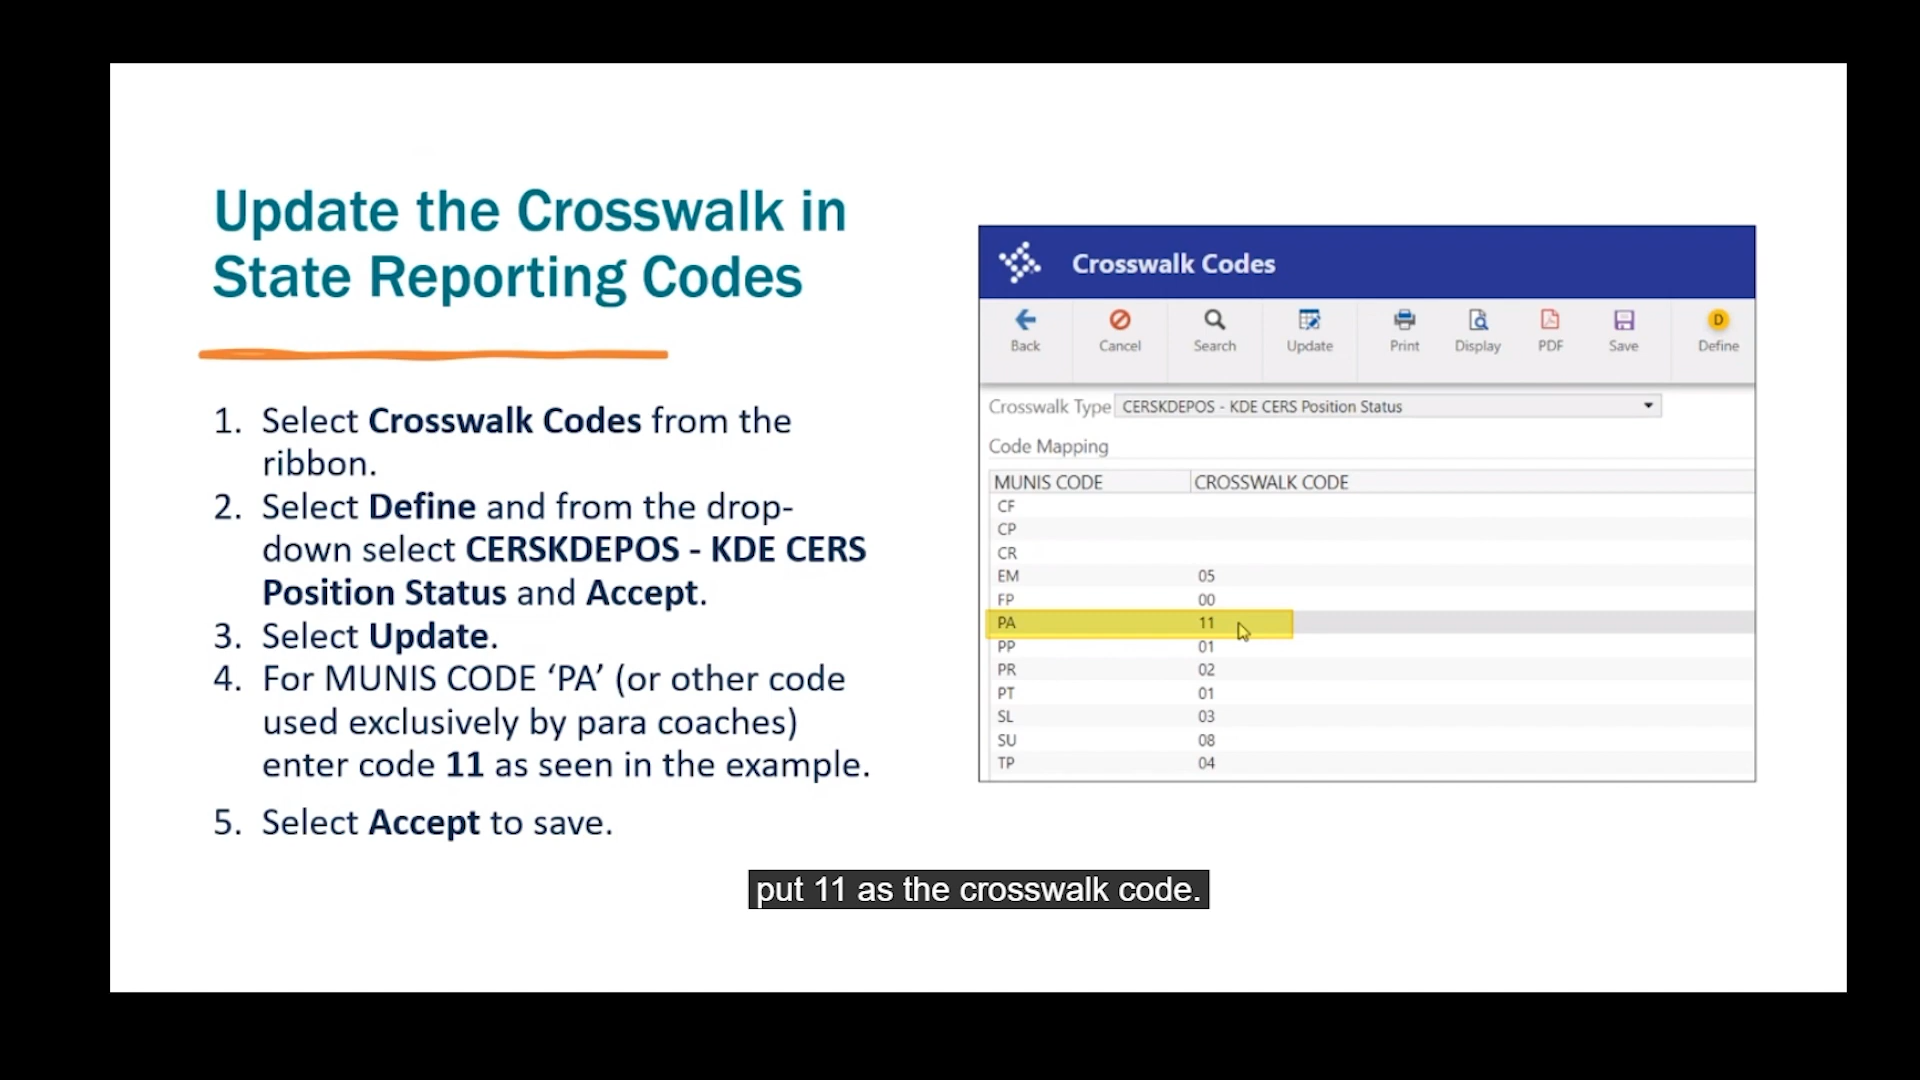 Update the Crosswalk in
State Reporting Codes
1. Select Crosswalk Codes from the
ribbon.
2. Select Define and from the drop-
down select CERSKDEPOS - KDE CERS
Position Status and Accept.
3. Select Update.
4. For MUNIS CODE ‘PA’ (or other code
used exclusively by para coaches)
enter code 11 as seen in the example.
5. Select Accept to save.
Crosswalk Codes
Back Cancel Search Update Print Display PDF Save D Define
Crosswalk Type CERSKDEPOS - KDE CERS Position Status
Code Mapping
MUNIS CODE CROSSWALK CODE
CF
CP
CR
EM 05
FP 00
PA 11
PP 01
PR 02
PT 01
SL 03
SU 08
TP 04
put 11 as the crosswalk code.